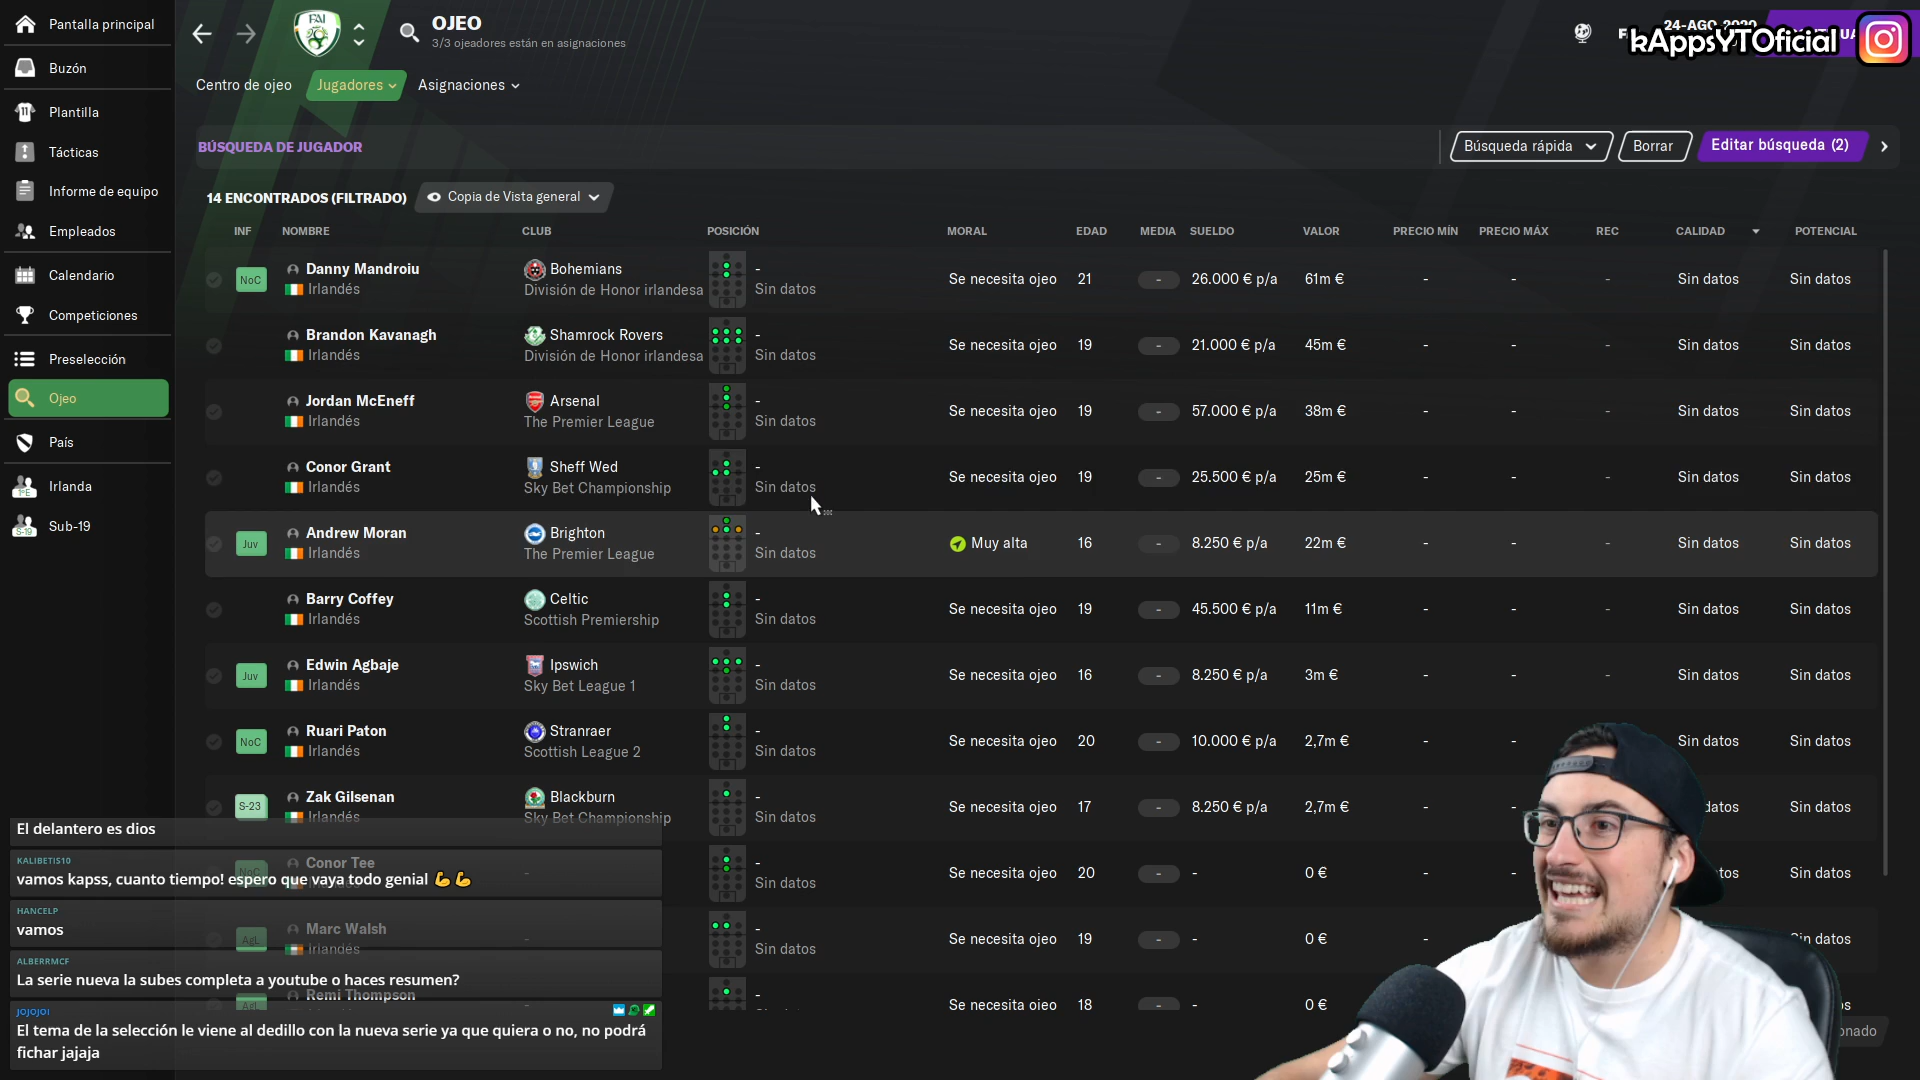 Pantalla principal
Buzón
Plantilla
Tácticas
Informe de equipo
Empleados
Calendario
Competiciones
Preselección
Ojeo
País
Irlanda
Sub-19
OJEO
3/3 ojeadores están en asignaciones
24-AGO 2020
kAppsYTOficial
Centro de ojeo
Jugadores
Asignaciones
BÚSQUEDA DE JUGADOR
Búsqueda rápida
Borrar
Editar búsqueda (2)
14 ENCONTRADOS (FILTRADO)
Copia de Vista general
INF NOMBRE CLUB POSICIÓN MORAL EDAD MEDIA SUELDO VALOR PRECIO MÍN PRECIO MÁX REC CALIDAD POTENCIAL
NoC Danny Mandroiu Bohemians - Se necesita ojeo 21 - 26.000 € p/a 61m € - - - Sin datos Sin datos
Irlandés División de Honor irlandesa Sin datos
Brandon Kavanagh Shamrock Rovers - Se necesita ojeo 19 - 21.000 € p/a 45m € - - - Sin datos Sin datos
Irlandés División de Honor irlandesa Sin datos
Jordan McEneff Arsenal - Se necesita ojeo 19 - 57.000 € p/a 38m € - - - Sin datos Sin datos
Irlandés The Premier League Sin datos
Conor Grant Sheff Wed - Se necesita ojeo 19 - 25.500 € p/a 25m € - - - Sin datos Sin datos
Irlandés Sky Bet Championship Sin datos
Juv Andrew Moran Brighton - Muy alta 16 - 8.250 € p/a 22m € - - - Sin datos Sin datos
Irlandés The Premier League Sin datos
Barry Coffey Celtic - Se necesita ojeo 19 - 45.500 € p/a 11m € - - - Sin datos Sin datos
Irlandés Scottish Premiership Sin datos
Juv Edwin Agbaje Ipswich - Se necesita ojeo 16 - 8.250 € p/a 3m € - - - Sin datos Sin datos
Irlandés Sky Bet League 1 Sin datos
NoC Ruari Paton Stranraer - Se necesita ojeo 20 - 10.000 € p/a 2,7m € - - - Sin datos Sin datos
Irlandés Scottish League 2 Sin datos
S-23 Zak Gilsenan Blackburn - Se necesita ojeo 17 - 8.250 € p/a 2,7m € - - datos Sin datos
Irlandés Sky Bet Championship Sin datos
NoC Conor Tee - - Se necesita ojeo 20 - - 0 € - Sin datos
Sin datos
AgL Marc Walsh - - Se necesita ojeo 19 - - 0 € - Sin datos
Irlandés Sin datos
AgL Remi Thompson - - Se necesita ojeo 18 - - 0 €
El delantero es dios
KALIBETIS10
vamos kapss, cuanto tiempo! espero que vaya todo genial 💪💪
HANCELP
vamos
ALBERRMCF
La serie nueva la subes completa a youtube o haces resumen?
JOJOJOI
El tema de la selección le viene al dedillo con la nueva serie ya que quiera o no, no podrá
fichar jajaja